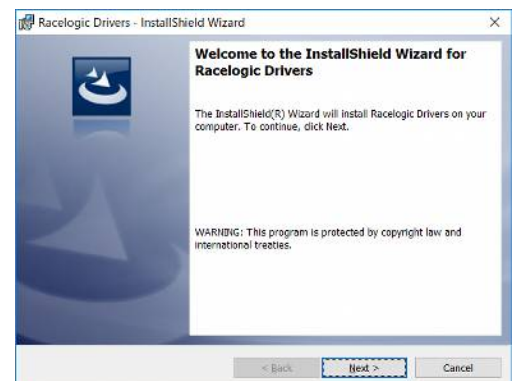 Racelogic Drivers - InstallShield Wizard
Welcome to the InstallShield Wizard for
Racelogic Drivers
The InstallShield(R) Wizard will install Racelogic Drivers on your
computer. To continue, click Next.
WARNING: This program is protected by copyright law and
international treaties.
< Back
Next >
Cancel